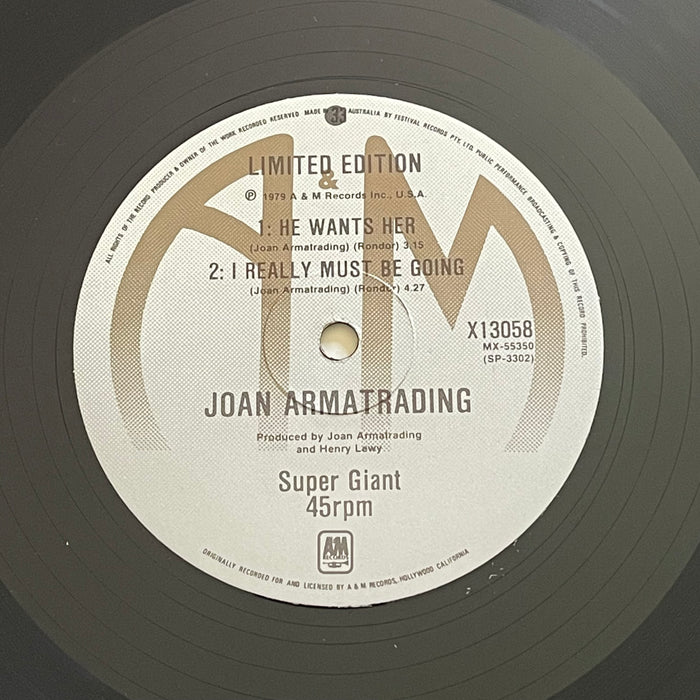 ALL RIGHTS OF THE RECORD PRODUCER & OWNER OF THE WORK RECORDED RESERVED MADE IN AUSTRALIA BY FESTIVAL RECORDS PTY. LTD. PUBLIC PERFORMANCE BROADCASTING & COPYING OF THIS RECORD PROHIBITED.
33
A&M
LIMITED EDITION
℗ 1979 A & M Records Inc., U.S.A.
1: HE WANTS HER
(Joan Armatrading) (Rondor) 3.15
2: I REALLY MUST BE GOING
(Joan Armatrading) (Rondor) 4.27
X13058
MX-55350
(SP-3302)
JOAN ARMATRADING
Produced by Joan Armatrading
and Henry Lawy
Super Giant
45rpm
AM
RECORDS
ORIGINALLY RECORDED FOR AND LICENSED BY A & M RECORDS, HOLLYWOOD CALIFORNIA